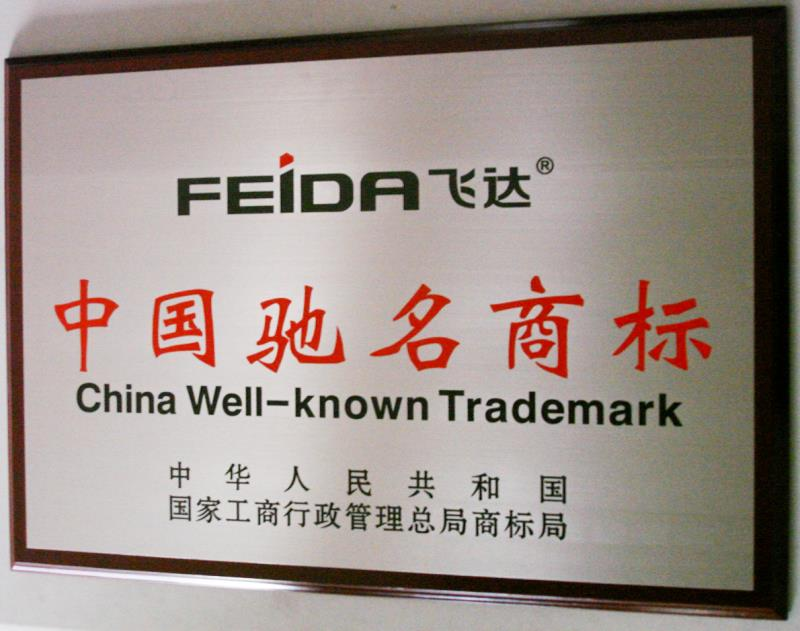 FEIDA飞达®
中国驰名商标
China Well-known Trademark
中华人民共和国
国家工商行政管理总局商标局